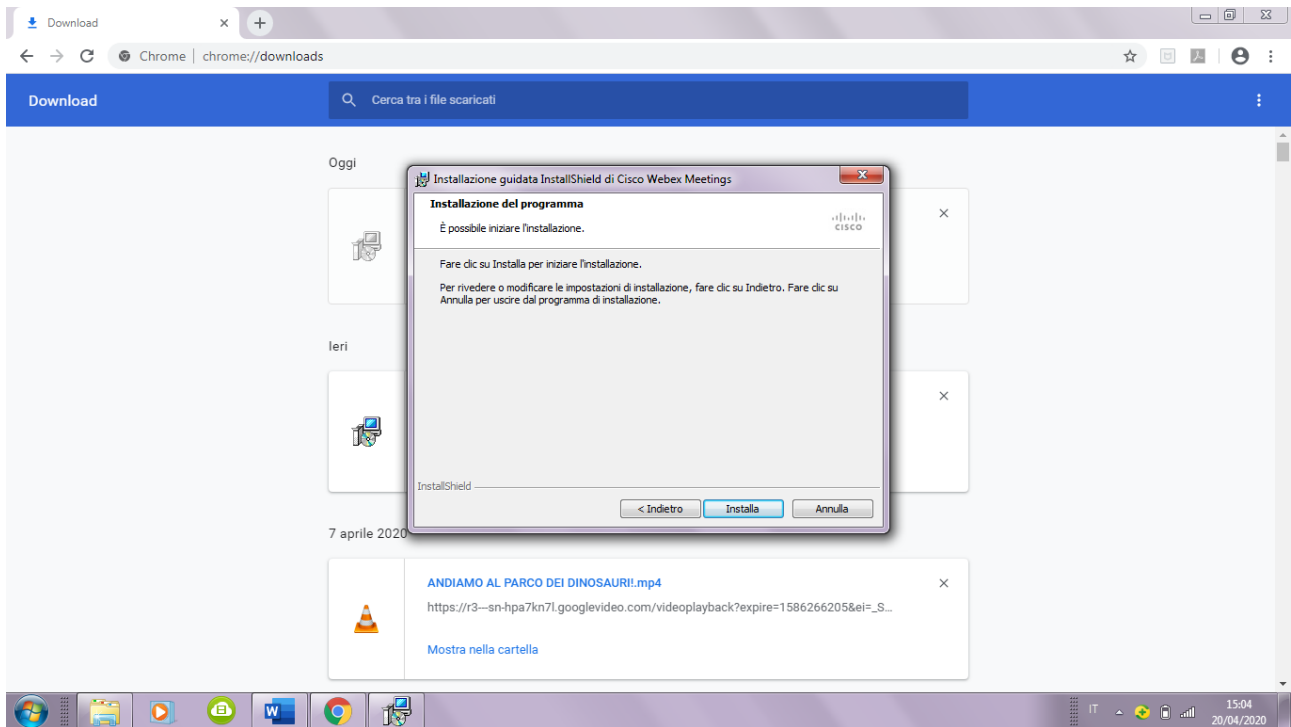 Download
Chrome | chrome://downloads
Download
Cerca tra i file scaricati
Oggi
Installazione guidata InstallShield di Cisco Webex Meetings
Installazione del programma
È possibile iniziare l'installazione.
CISCO
Fare clic su Installa per iniziare l'installazione.
Per rivedere o modificare le impostazioni di installazione, fare clic su Indietro. Fare clic su
Annulla per uscire dal programma di installazione.
Ieri
InstallShield
< Indietro Installa Annulla
7 aprile 2020
ANDIAMO AL PARCO DEI DINOSAURI!.mp4
https://r3---sn-hpa7kn7l.googlevideo.com/videoplayback?expire=1586266205&ei=_S...
Mostra nella cartella
IT
15:04
20/04/2020